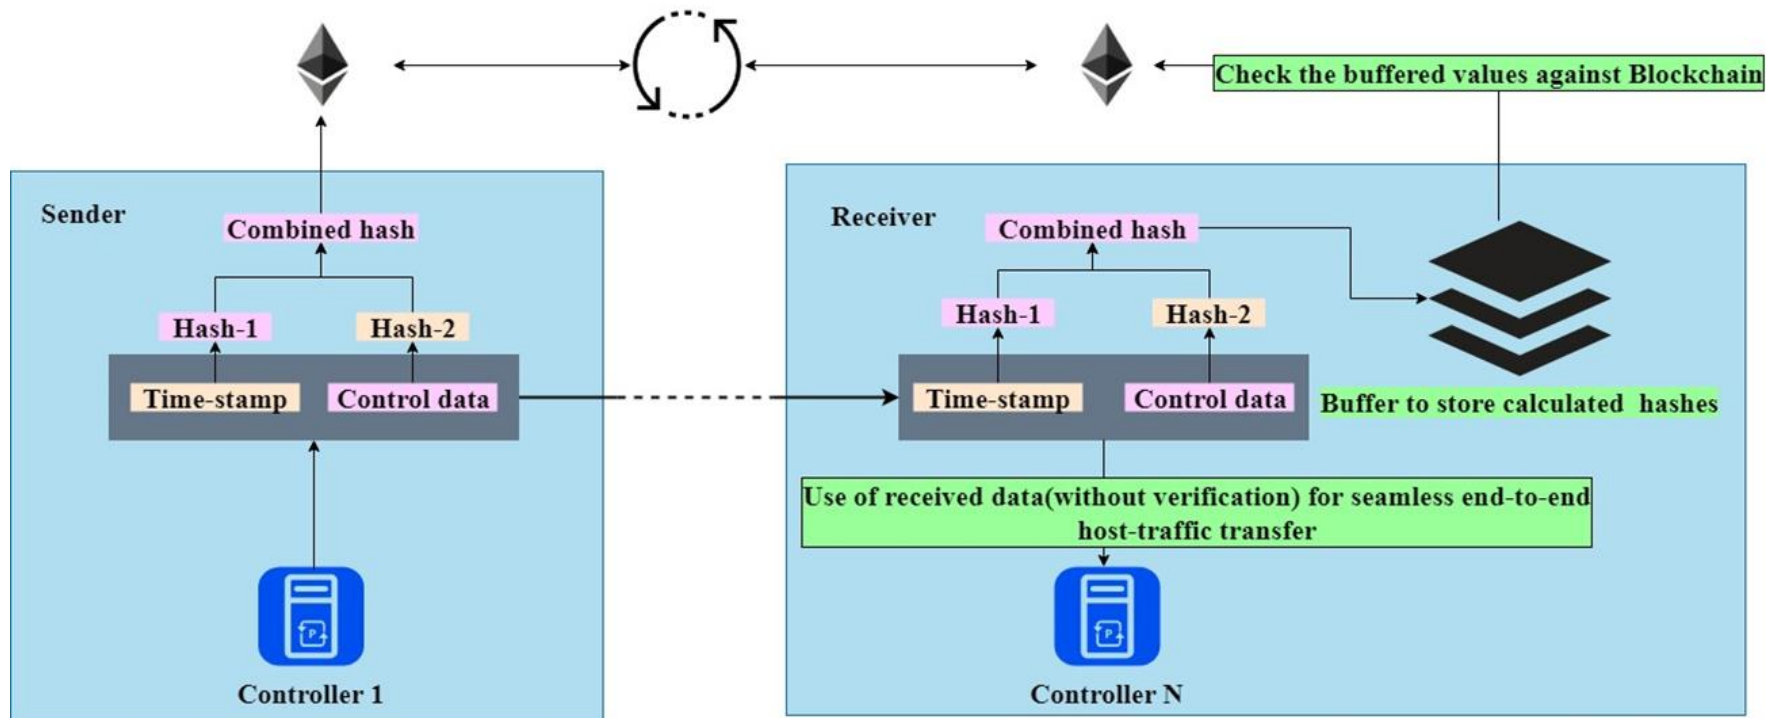 Check the buffered values against Blockchain
Sender
Combined hash
Hash-1
Hash-2
Time-stamp
Control data
P
Controller 1
Receiver
Combined hash
Hash-1
Hash-2
Time-stamp
Control data
Buffer to store calculated hashes
Use of received data(without verification) for seamless end-to-end
host-traffic transfer
P
Controller N